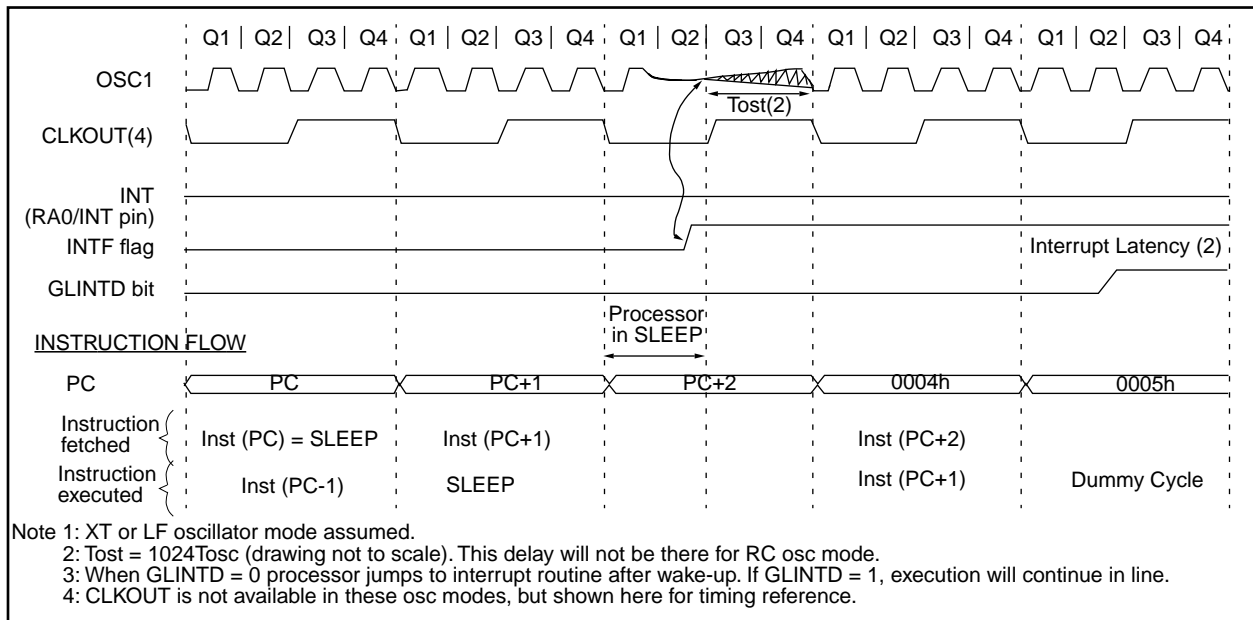 Q1 | Q2 | Q3 | Q4 Q1 | Q2 | Q3 | Q4 Q1 | Q2 | Q3 | Q4 Q1 | Q2 | Q3 | Q4 Q1 | Q2 | Q3 | Q4
OSC1
Tost(2)
CLKOUT(4)
INT
(RA0/INT pin)
INTF flag
Interrupt Latency (2)
GLINTD bit
Processor
in SLEEP
INSTRUCTION FLOW
PC PC PC+1 PC+2 0004h 0005h
Instruction
fetched
Inst (PC) = SLEEP Inst (PC+1) Inst (PC+2)
Instruction
executed
Inst (PC-1) SLEEP Inst (PC+1) Dummy Cycle
Note 1: XT or LF oscillator mode assumed.
2: Tost = 1024Tosc (drawing not to scale). This delay will not be there for RC osc mode.
3: When GLINTD = 0 processor jumps to interrupt routine after wake-up. If GLINTD = 1, execution will continue in line.
4: CLKOUT is not available in these osc modes, but shown here for timing reference.